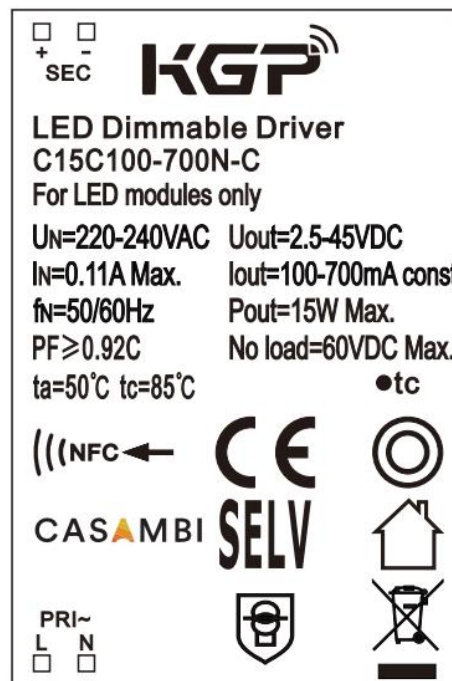 + -
SEC
KGP
LED Dimmable Driver
C15C100-700N-C
For LED modules only
UN=220-240VAC Uout=2.5-45VDC
IN=0.11A Max. Iout=100-700mA const
fN=50/60Hz Pout=15W Max.
PF≥0.92C No load=60VDC Max.
ta=50℃ tc=85℃ ●tc
NFC CE
CASAMBI SELV
PRI~
L N